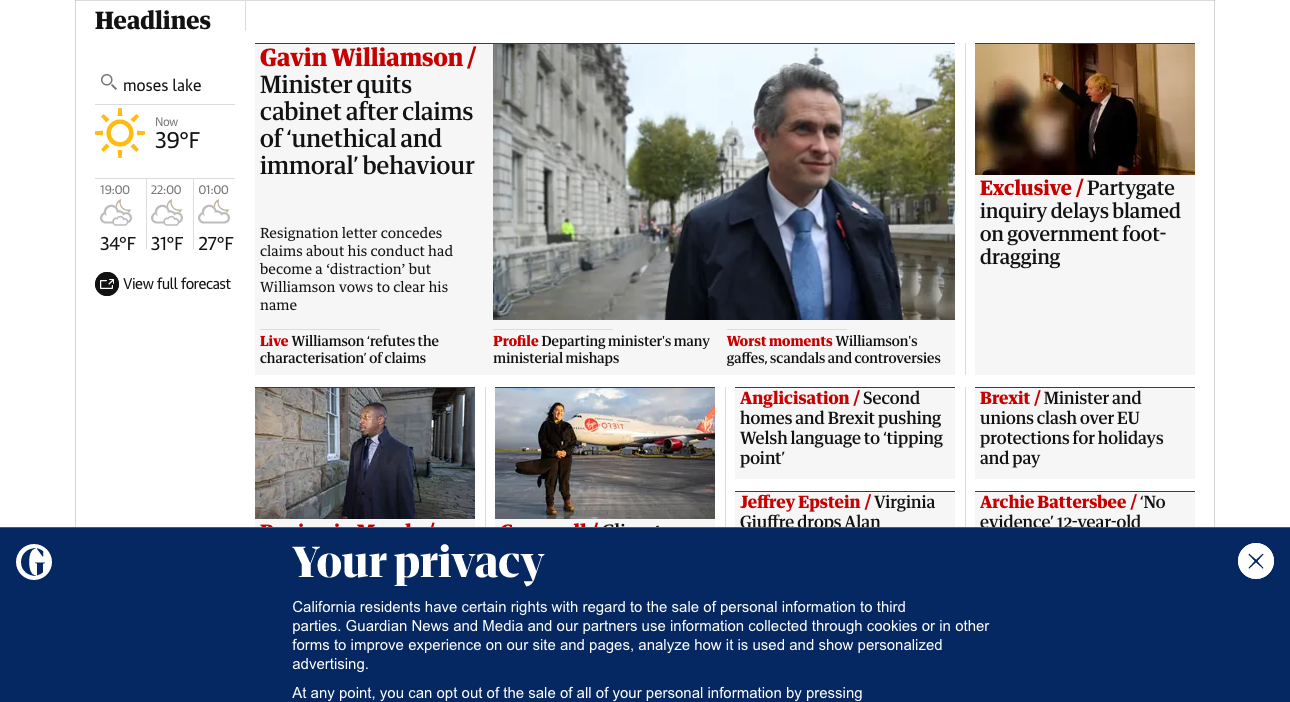 Headlines
moses lake
Now
39°F
19:00
22:00
01:00
34°F
31°F
27°F
View full forecast
Gavin Williamson /
Minister quits
cabinet after claims
of ‘unethical and
immoral’ behaviour
Resignation letter concedes
claims about his conduct had
become a ‘distraction’ but
Williamson vows to clear his
name
Live Williamson ‘refutes the
characterisation’ of claims
Profile Departing minister's many
ministerial mishaps
Worst moments Williamson's
gaffes, scandals and controversies
Exclusive / Partygate
inquiry delays blamed
on government foot-
dragging
Anglicisation / Second
homes and Brexit pushing
Welsh language to ‘tipping
point’
Brexit / Minister and
unions clash over EU
protections for holidays
and pay
Jeffrey Epstein / Virginia
Giuffre drops Alan
Archie Battersbee / ‘No
evidence’ 12-year-old
G
Your privacy
California residents have certain rights with regard to the sale of personal information to third
parties. Guardian News and Media and our partners use information collected through cookies or in other
forms to improve experience on our site and pages, analyze how it is used and show personalized
advertising.
At any point, you can opt out of the sale of all of your personal information by pressing